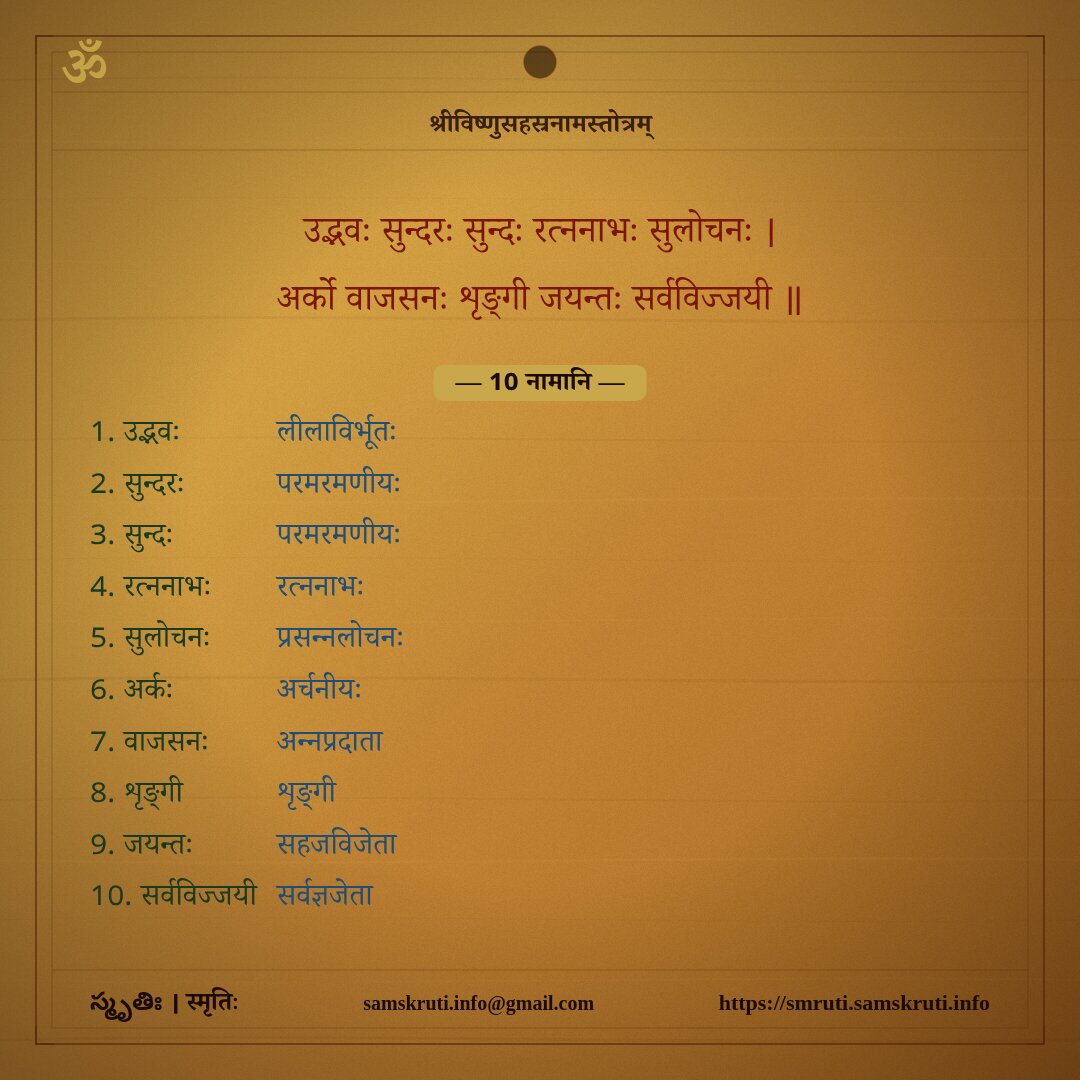 ॐ
श्रीविष्णुसहस्रनामस्तोत्रम्
उद्भवः सुन्दरः सुन्दः रत्ननाभः सुलोचनः |
अर्को वाजसनः शृङ्गी जयन्तः सर्वविज्जयी ||
— 10 नामानि —
1. उद्भवः लीलाविर्भूतः
2. सुन्दरः परमरमणीयः
3. सुन्दः परमरमणीयः
4. रत्ननाभः रत्ननाभः
5. सुलोचनः प्रसन्नलोचनः
6. अर्कः अर्चनीयः
7. वाजसनः अन्नप्रदाता
8. शृङ्गी शृङ्गी
9. जयन्तः सहजविजेता
10. सर्वविज्जयी सर्वज्ञजेता
స్మృతిః | स्मृतिः samskruti.info@gmail.com https://smruti.samskruti.info